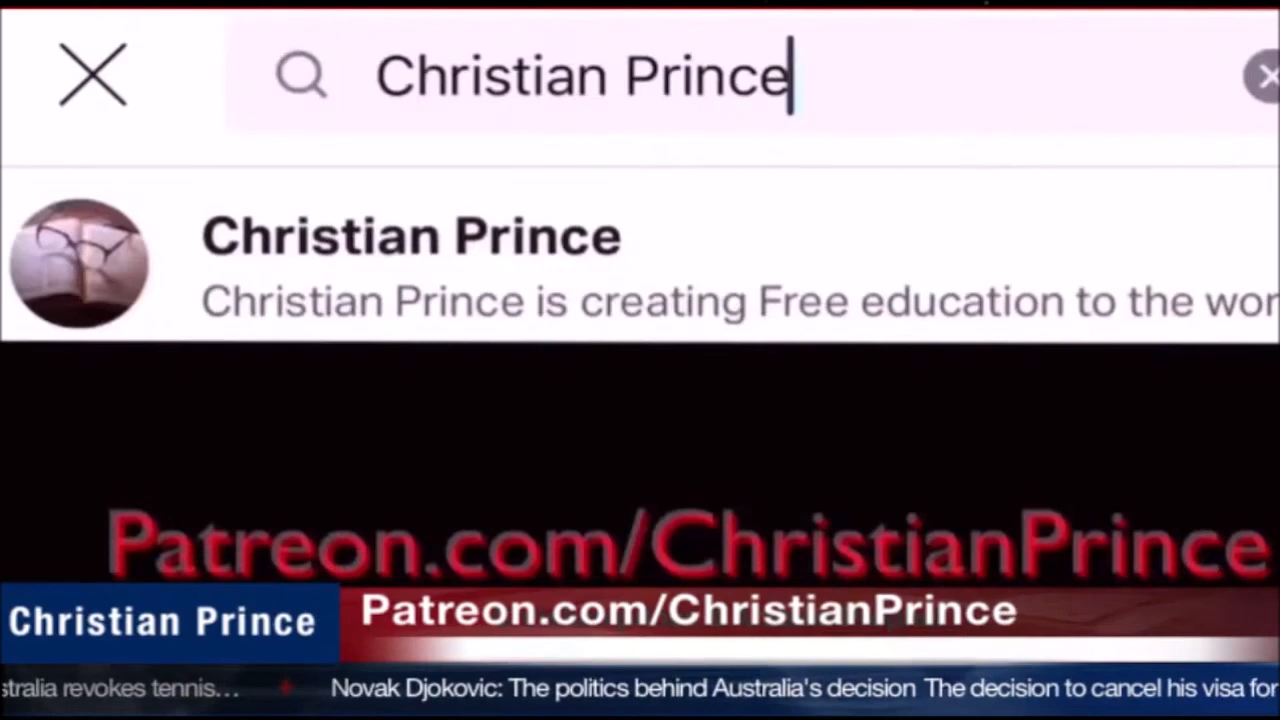 Christian Prince
Christian Prince
Christian Prince is creating Free education to the wor
Patreon.com/ChristianPrince
Christian Prince
Patreon.com/ChristianPrince
stralia revokes tennis... Novak Djokovic: The politics behind Australia's decision The decision to cancel his visa for